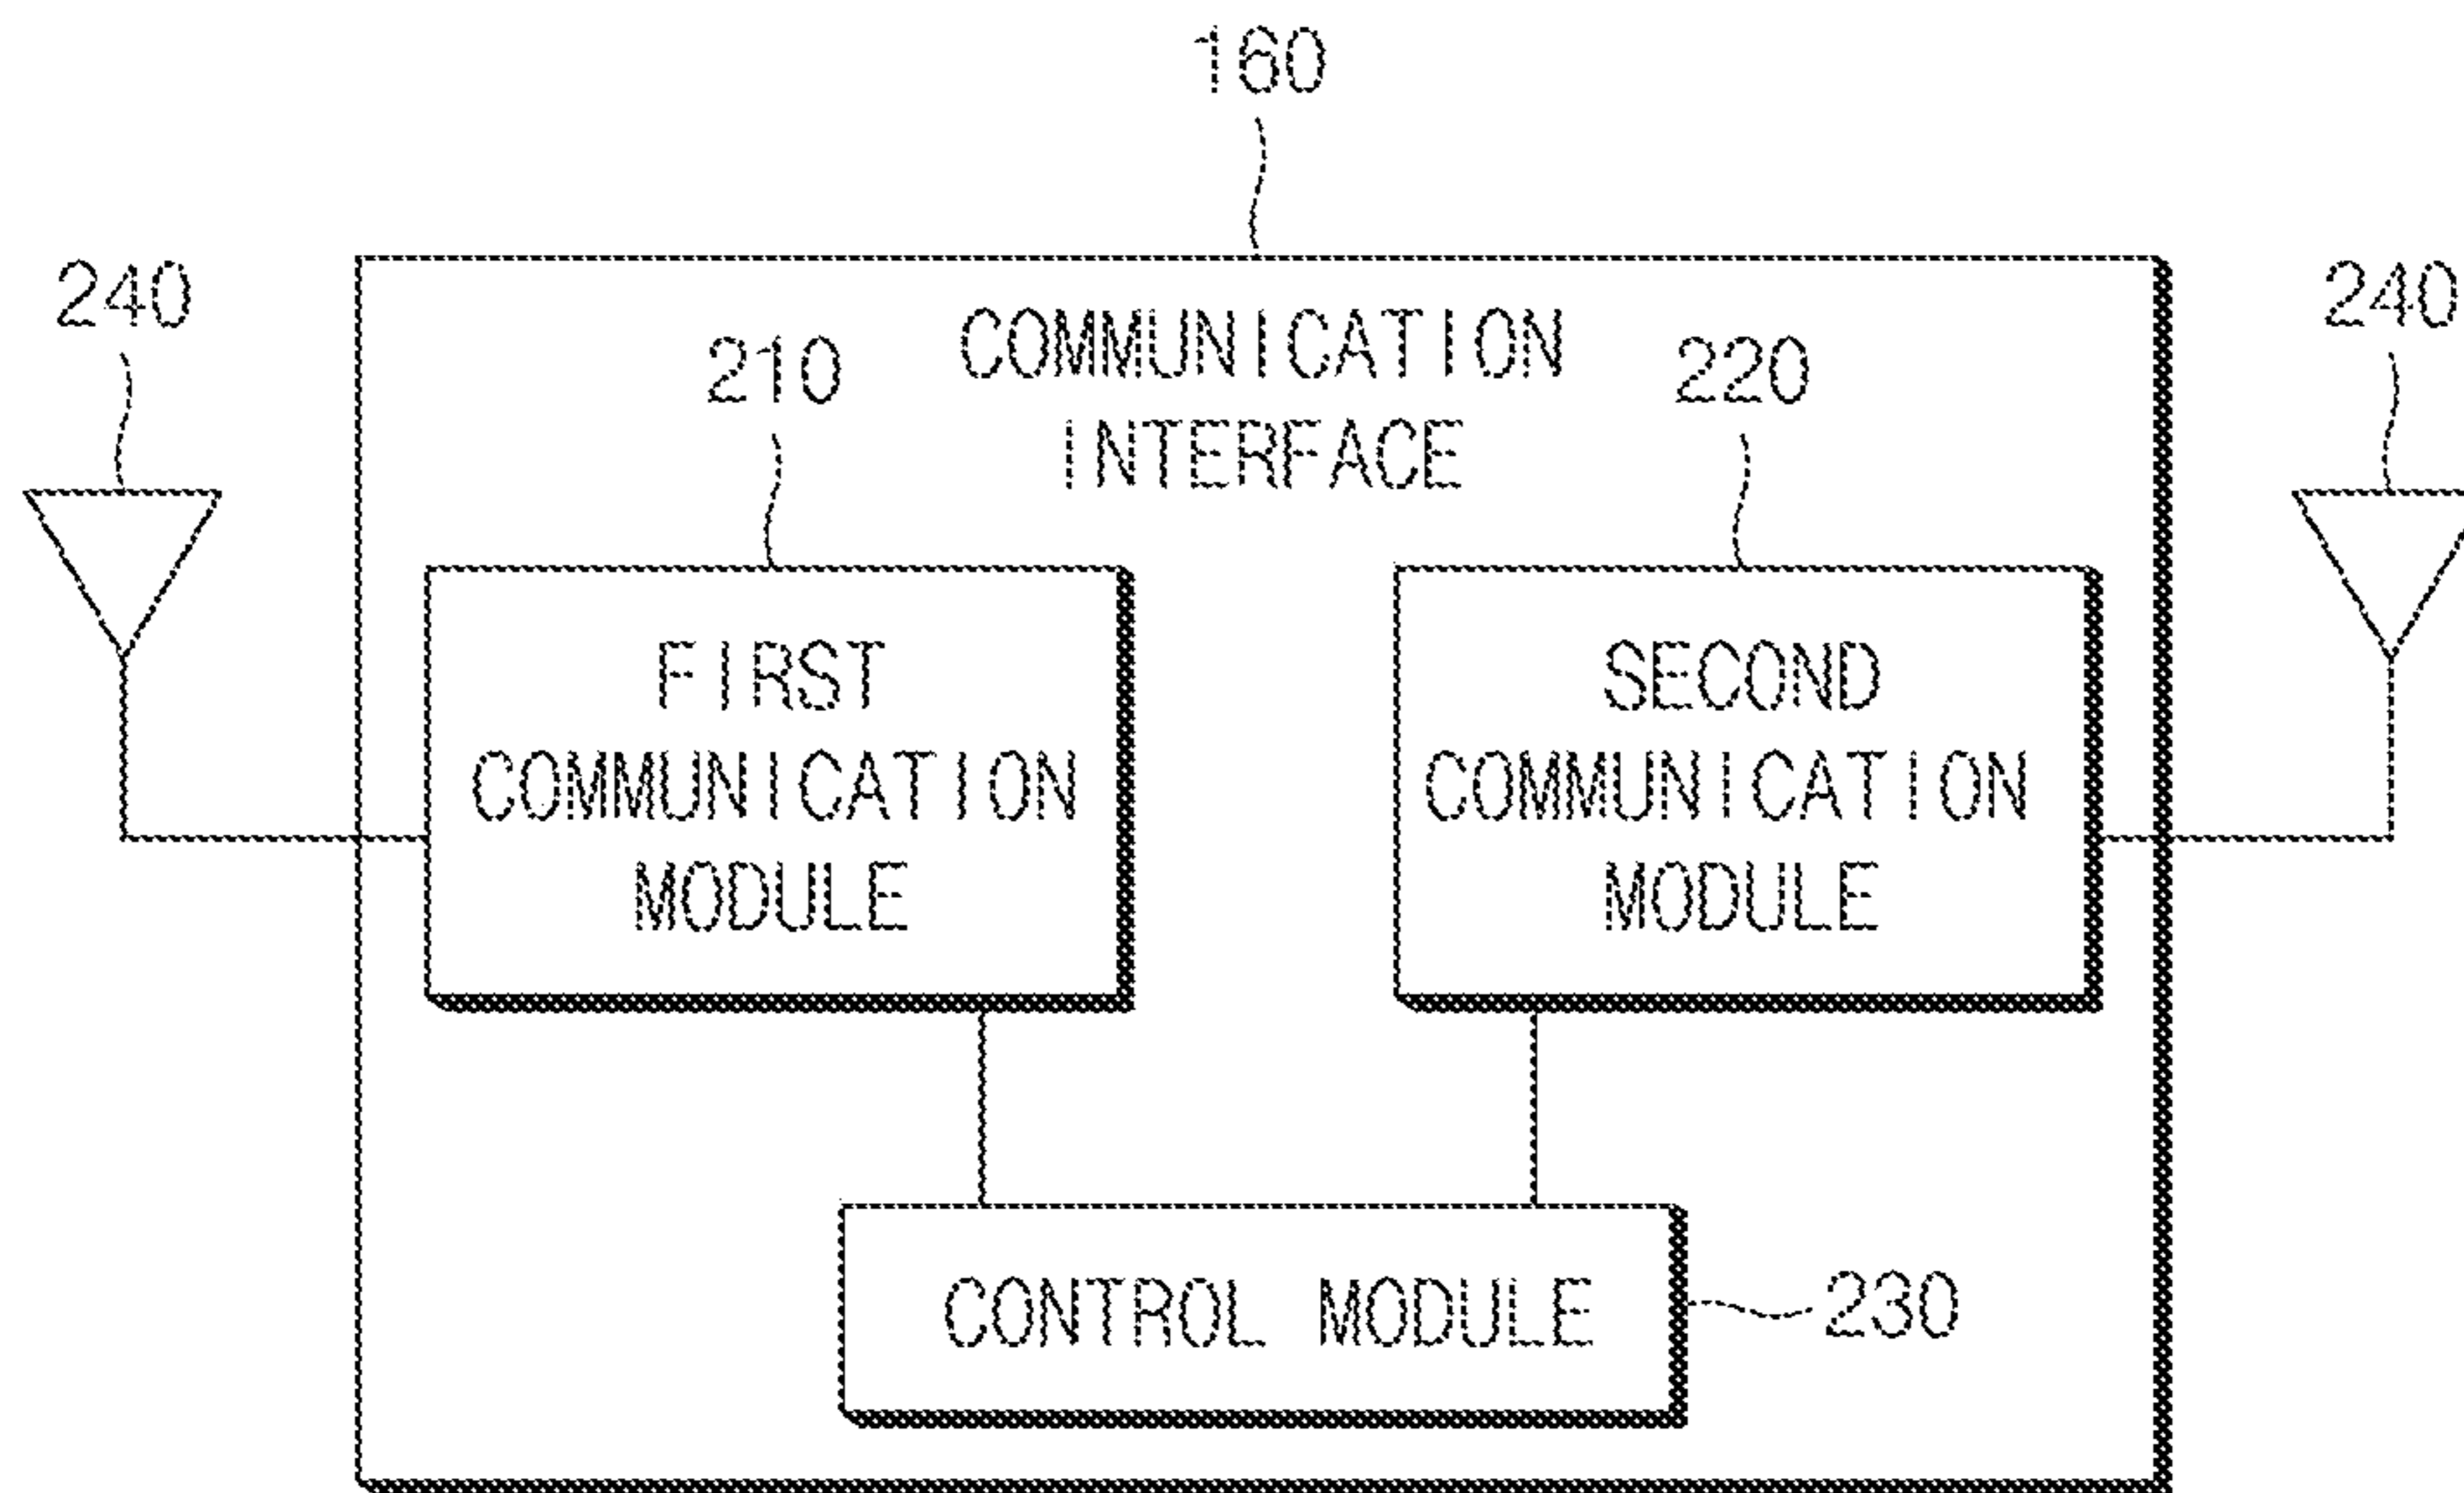 160
240
240
COMMUNICATION
INTERFACE
210
220
FIRST
COMMUNICATION
MODULE
SECOND
COMMUNICATION
MODULE
CONTROL MODULE
230